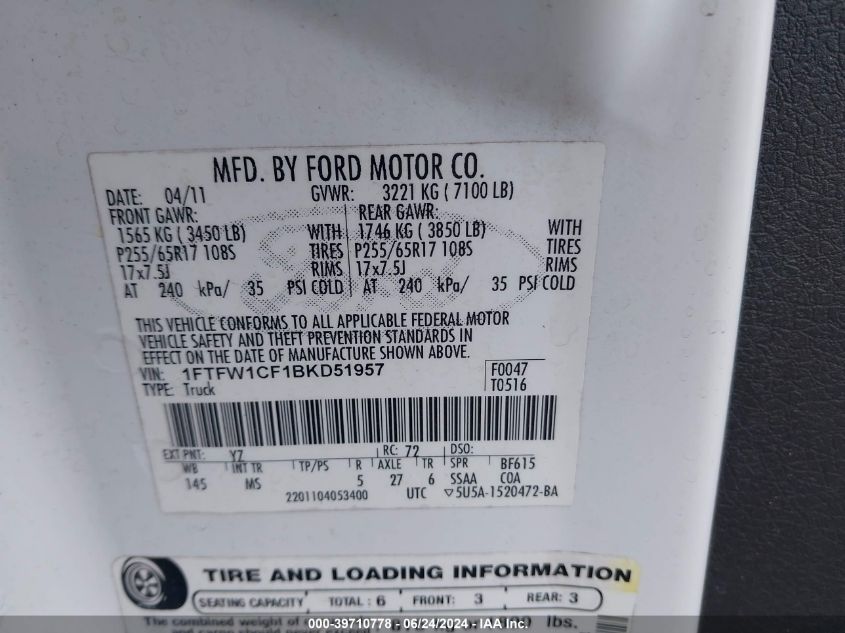 MFD. BY FORD MOTOR CO.
DATE: 04/11 GVWR: 3221 KG ( 7100 LB)
FRONT GAWR: REAR GAWR:
1565 KG ( 3450 LB) WITH 1746 KG ( 3850 LB) WITH
P255/65R17 108S TIRES P255/65R17 108S TIRES
17x7.5J RIMS 17x7.5J RIMS
AT 240 kPa/ 35 PSI COLD AT 240 kPa/ 35 PSI COLD
THIS VEHICLE CONFORMS TO ALL APPLICABLE FEDERAL MOTOR
VEHICLE SAFETY AND THEFT PREVENTION STANDARDS IN
EFFECT ON THE DATE OF MANUFACTURE SHOWN ABOVE.
VIN: 1FTFW1CF1BKD51957 F0047
TYPE: Truck T0516
EXT PNT: YZ RC: 72 DSO:
WB INT TR TP/PS R AXLE TR SPR BF615
145 MS 5 27 6 SSAA COA
2201104053400 UTC ▽5U5A-1520472-BA
TIRE AND LOADING INFORMATION
SEATING CAPACITY TOTAL : 6 FRONT: 3 REAR: 3
The combined weight of lbs.
000-39710778 - 06/24/2024 - IAA Inc.